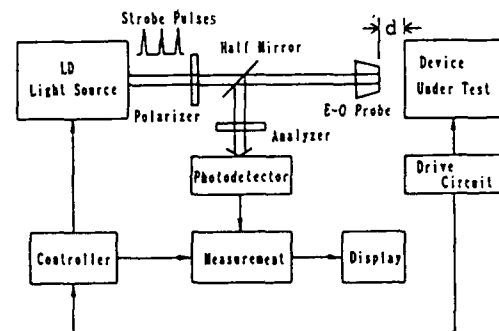 Strobe Pulses
Half Mirror
d
LD
Light Source
Device
Under Test
Polarizer
E-O Probe
Analyzer
Photodetector
Drive
Circuit
Controller
Measurement
Display